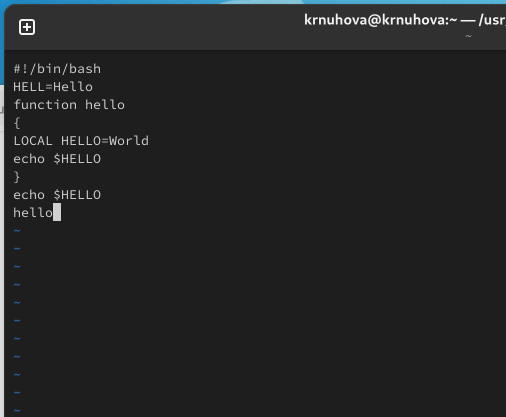 krnuhova@krnuhova:~ — /usr
~
#!/bin/bash
HELL=Hello
function hello
{
LOCAL HELLO=World
echo $HELLO
}
echo $HELLO
hello
~
~
~
~
~
~
~
~
~
~
~